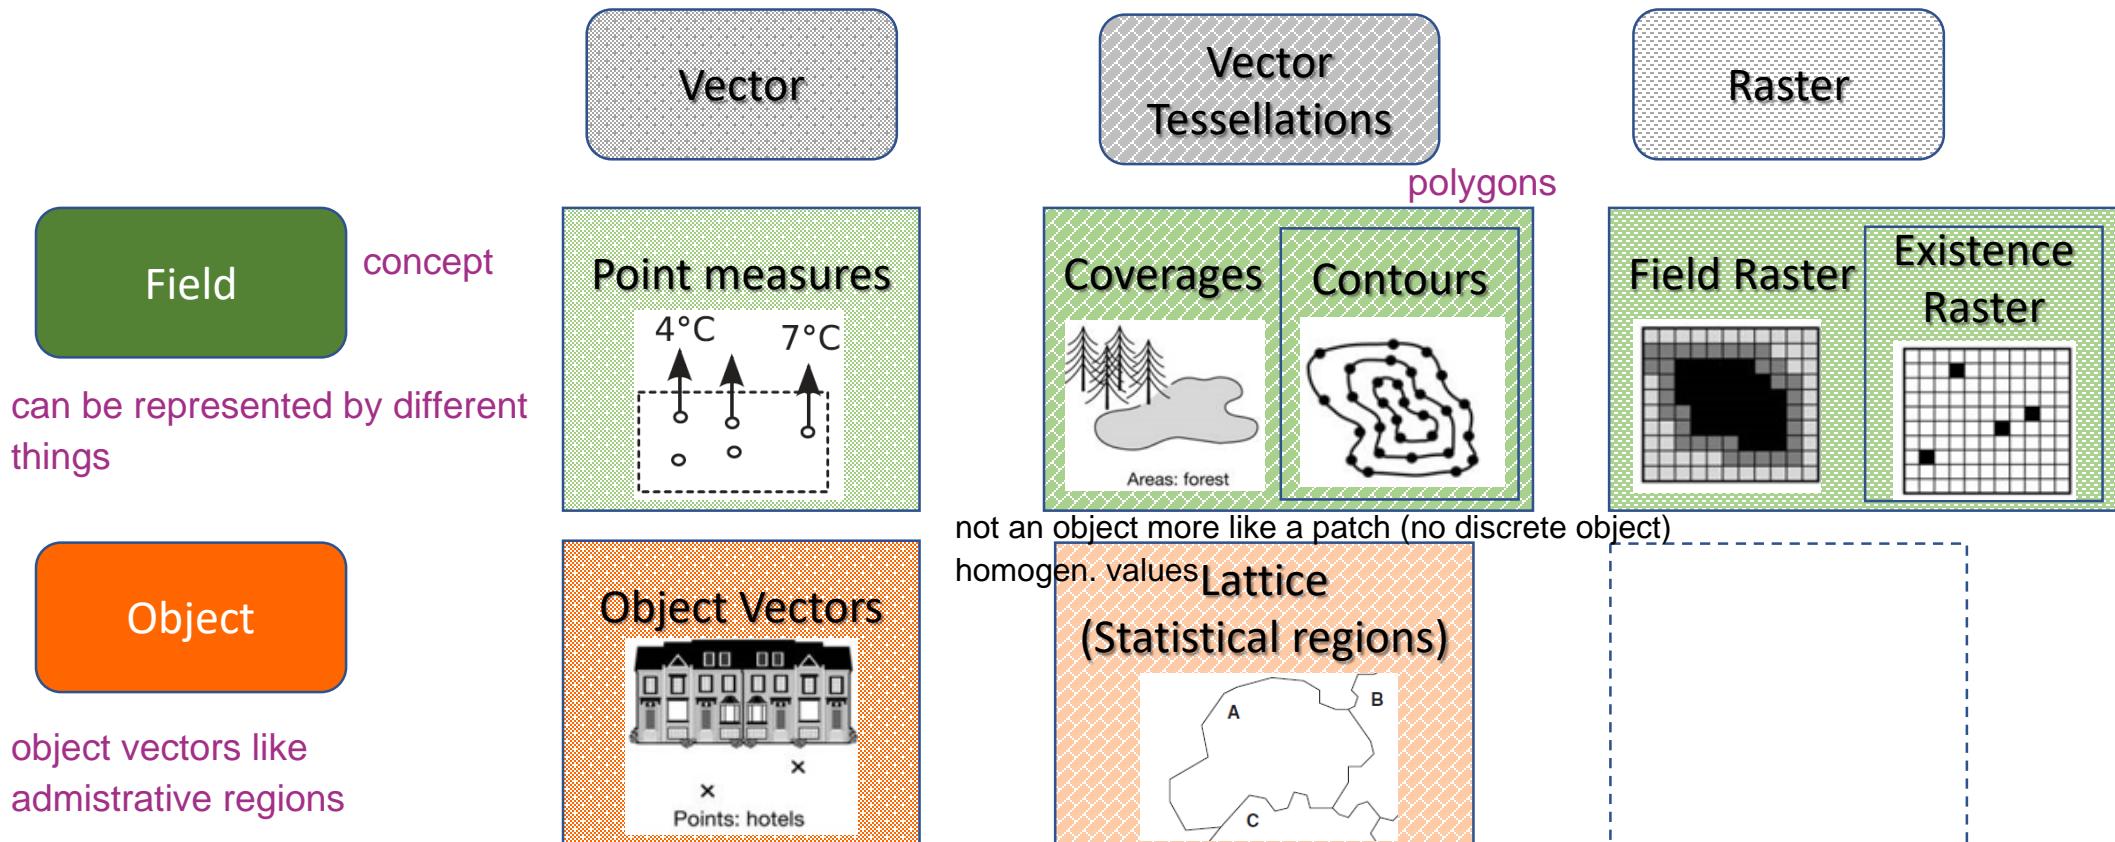 Vector
Vector
Tessellations
Raster
polygons
Field
concept
can be represented by different
things
Point measures
4°C
7°C
Coverages
Areas: forest
Contours
Field Raster
Existence
Raster
not an object more like a patch (no discrete object)
homogen. values
Object
object vectors like
admistrative regions
Object Vectors
Points: hotels
Lattice
(Statistical regions)
A
B
C